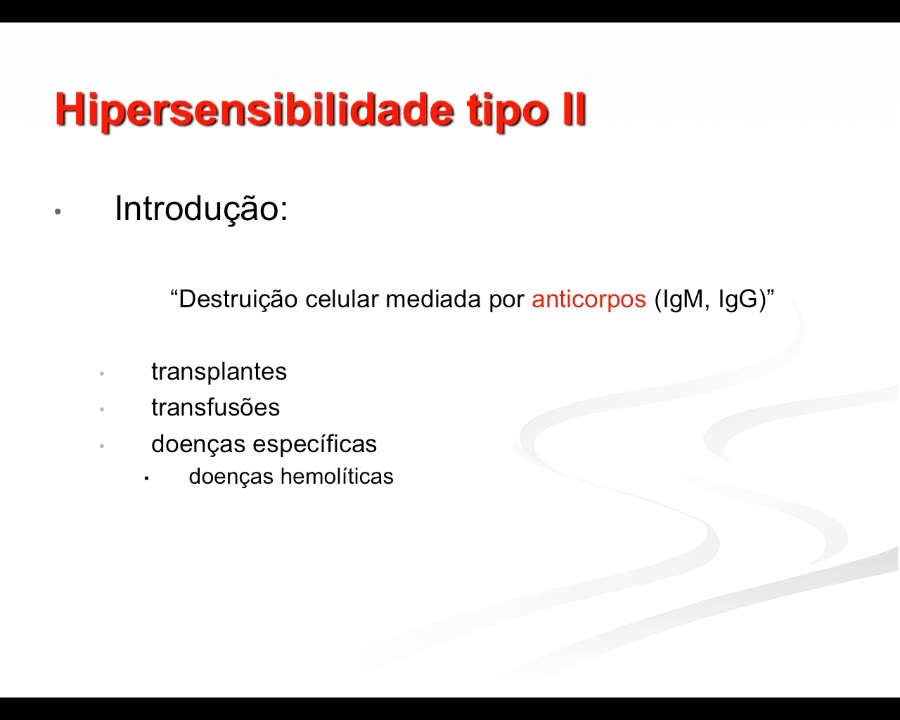 Hipersensibilidade tipo II
• Introdução:
“Destruição celular mediada por anticorpos (IgM, IgG)”
• transplantes
• transfusões
• doenças específicas
• doenças hemolíticas